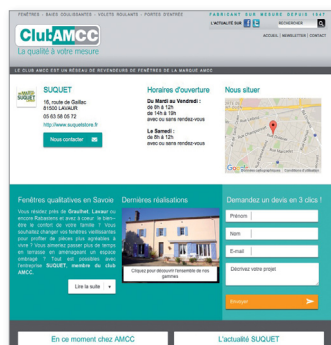 FENÊTRES | BAIES COULISSANTES | VOLETS ROULANTS | PORTES D'ENTRÉE
FABRICANT SUR MESURE DEPUIS
L'ACTUALITÉ SUR
RECHERCHER
Club AMCC
La qualité à votre mesure
ACCUEIL | NEWSLETTER | CONTACT
LE CLUB AMCC EST UN RÉSEAU DE REVENDEURS DE FENÊTRES DE LA MARQUE AMCC
SUQUET
16, route de Gaillac
81500 LAVAUR
05 63 58 05 72
http://www.suquetstore.fr
Nous contacter
Horaires d'ouverture
Du Mardi au Vendredi :
de 8h à 12h
de 14h à 19h
avec ou sans rendez-vous
Le Samedi :
de 8h à 12h
avec ou sans rendez-vous
Nous situer
Google
Fenêtres qualitatives en Savoie
Vous résidez près de Graulhet, Lavaur ou
encore Rabastens et avez à coeur le bien-
être et confort de votre famille ? Vous
souhaitez changer vos fenêtres vieillissantes
pour profiter de pièces plus agréables à
vivre ? Vous aimeriez passer plus de temps
en terrasse en aménageant un espace
ombragé ? Tout est possible avec
l'entreprise SUQUET, membre du club
AMCC.
Lire la suite
Dernières réalisations
Cliquez pour découvrir l'ensemble de nos
gammes
Demandez un devis en 3 clics !
Prénom
Nom
E-mail
Décrivez votre projet
Envoyer
En ce moment chez AMCC
L'actualité SUQUET